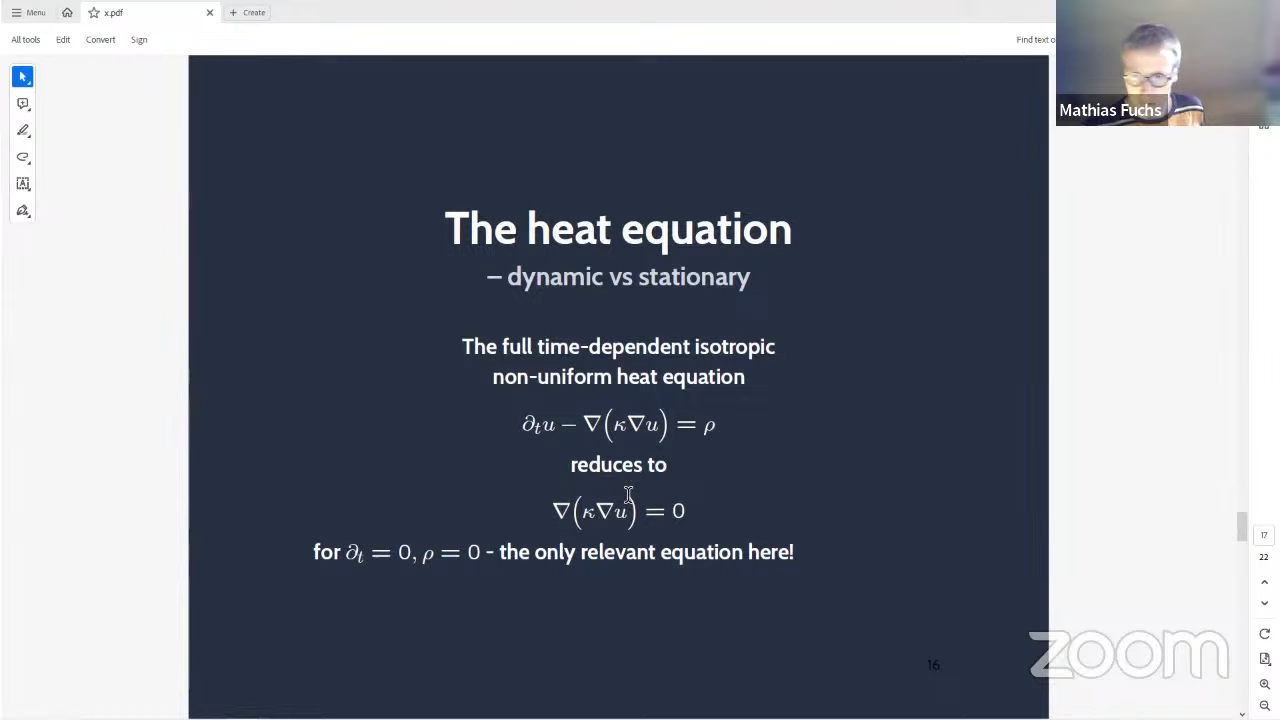 Menu
x.pdf
Create
All tools
Edit
Convert
Sign
Find text o
Mathias Fuchs
The heat equation
– dynamic vs stationary
The full time-dependent isotropic
non-uniform heat equation
∂ₜu − ∇(κ∇u) = ρ
reduces to
∇(κ∇u) = 0
for ∂ₜ = 0, ρ = 0 - the only relevant equation here!
16
17
22
zoom